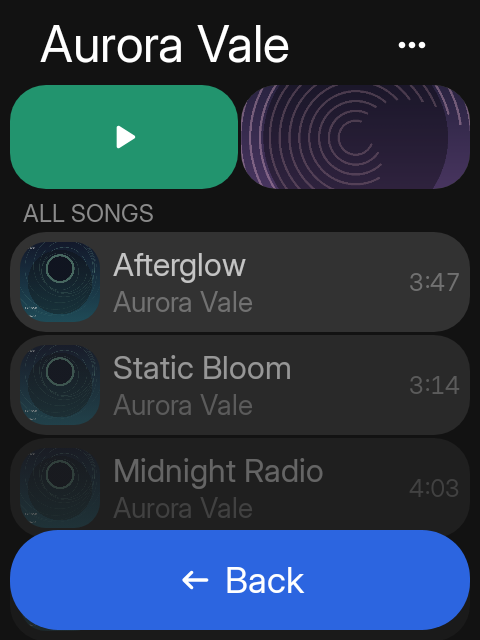 Aurora Vale
ALL SONGS
Afterglow
Aurora Vale
3:47
Static Bloom
Aurora Vale
3:14
Midnight Radio
Aurora Vale
4:03
Back